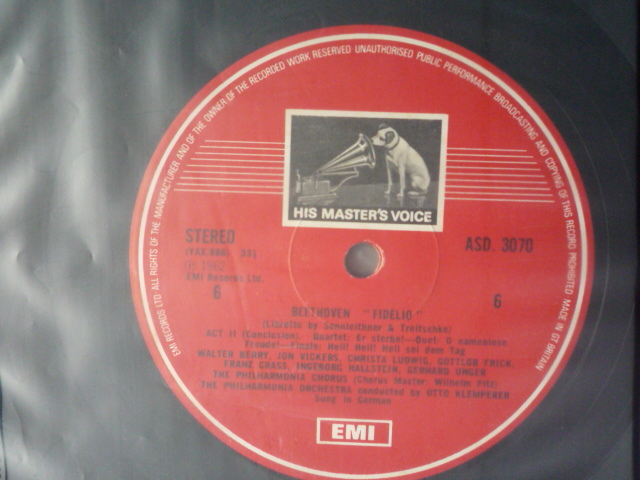 EMI RECORDS LTD ALL RIGHTS OF THE MANUFACTURER AND OF THE OWNER OF THE RECORDED WORK RESERVED UNAUTHORISED PUBLIC PERFORMANCE BROADCASTING AND COPYING OF THIS RECORD PROHIBITED MADE IN GT BRITAIN
HIS MASTER'S VOICE
STEREO
ASD. 3070
℗ 1962
EMI Records Ltd.
6
6
BEETHOVEN "FIDELIO"
(Libretto by Sonnleithner & Treitschke)
ACT II (Conclusion): Quartet: Er sterbe!—Duet: O namenlose
Freude!—Finale: Heil! Heil! Heil sei dem Tag
WALTER BERRY, JON VICKERS, CHRISTA LUDWIG, GOTTLOB FRICK,
FRANZ CRASS, INGEBORG HALLSTEIN, GERHARD UNGER
THE PHILHARMONIA CHORUS (Chorus Master: Wilhelm Pitz)
THE PHILHARMONIA ORCHESTRA conducted by OTTO KLEMPERER
Sung in German
EMI